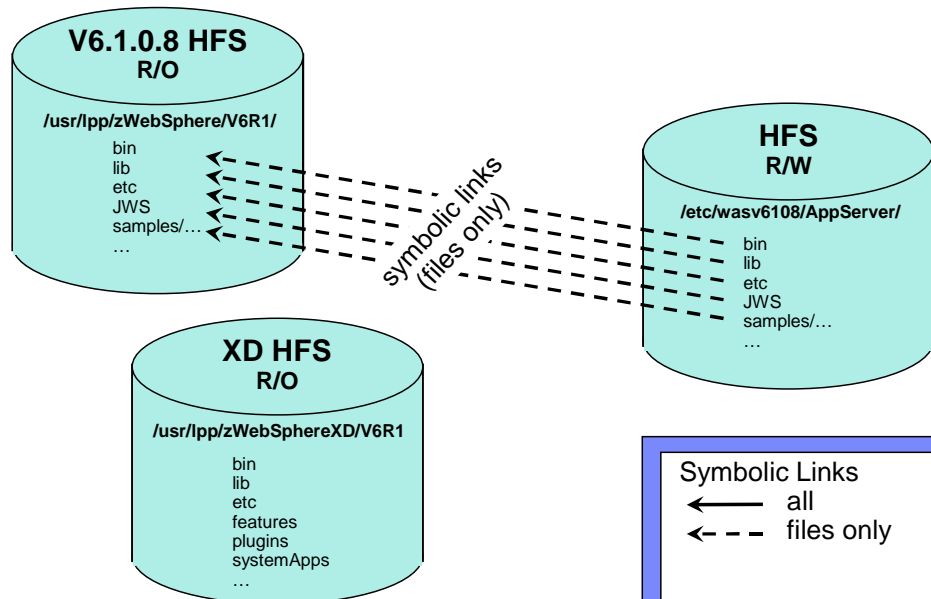 V6.1.0.8 HFS
R/O
/usr/lpp/zWebSphere/V6R1/
bin
lib
etc
JWS
samples/…
…
symbolic links
(files only)
HFS
R/W
/etc/wasv6108/AppServer/
bin
lib
etc
JWS
samples/…
…
XD HFS
R/O
/usr/lpp/zWebSphereXD/V6R1
bin
lib
etc
features
plugins
systemApps
…
Symbolic Links
all
files only